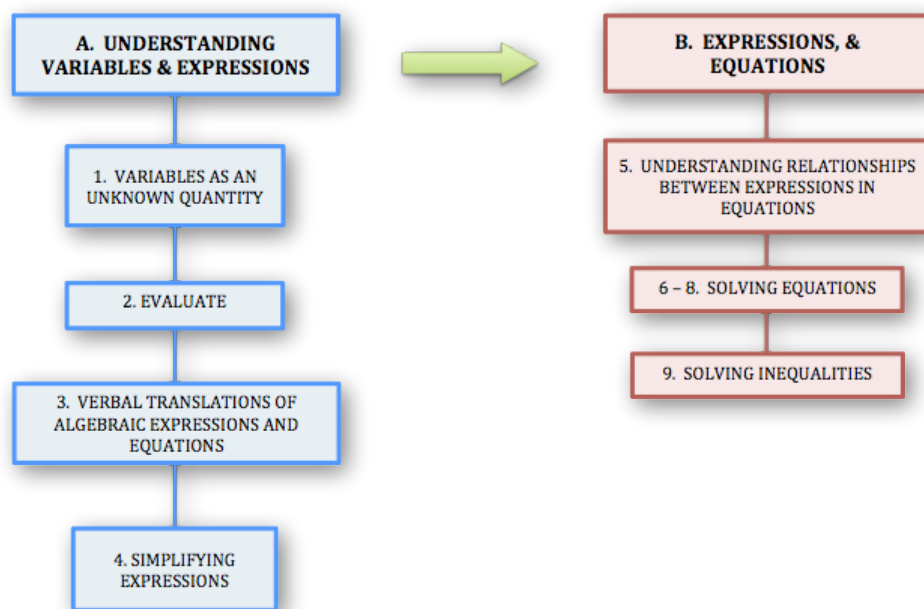 A. UNDERSTANDING
VARIABLES & EXPRESSIONS
1. VARIABLES AS AN
UNKNOWN QUANTITY
2. EVALUATE
3. VERBAL TRANSLATIONS OF
ALGEBRAIC EXPRESSIONS AND
EQUATIONS
4. SIMPLIFYING
EXPRESSIONS
B. EXPRESSIONS, &
EQUATIONS
5. UNDERSTANDING RELATIONSHIPS
BETWEEN EXPRESSIONS IN
EQUATIONS
6 – 8. SOLVING EQUATIONS
9. SOLVING INEQUALITIES